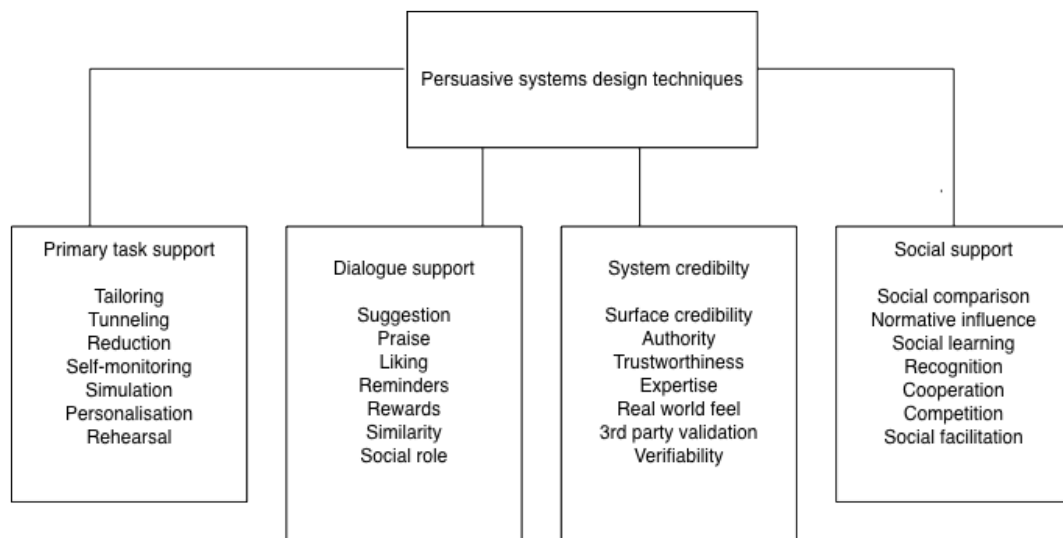 Persuasive systems design techniques
Primary task support
Tailoring
Tunneling
Reduction
Self-monitoring
Simulation
Personalisation
Rehearsal
Dialogue support
Suggestion
Praise
Liking
Reminders
Rewards
Similarity
Social role
System credibilty
Surface credibility
Authority
Trustworthiness
Expertise
Real world feel
3rd party validation
Verifiability
Social support
Social comparison
Normative influence
Social learning
Recognition
Cooperation
Competition
Social facilitation